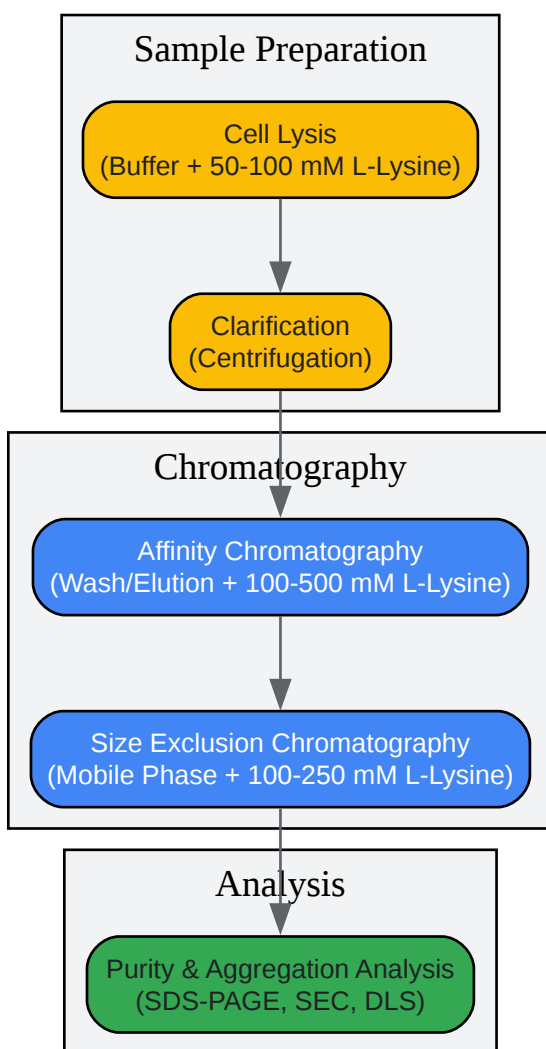 Sample Preparation
Cell Lysis
(Buffer + 50-100 mM L-Lysine)
Clarification
(Centrifugation)
Chromatography
Affinity Chromatography
(Wash/Elution + 100-500 mM L-Lysine)
Size Exclusion Chromatography
(Mobile Phase + 100-250 mM L-Lysine)
Analysis
Purity & Aggregation Analysis
(SDS-PAGE, SEC, DLS)